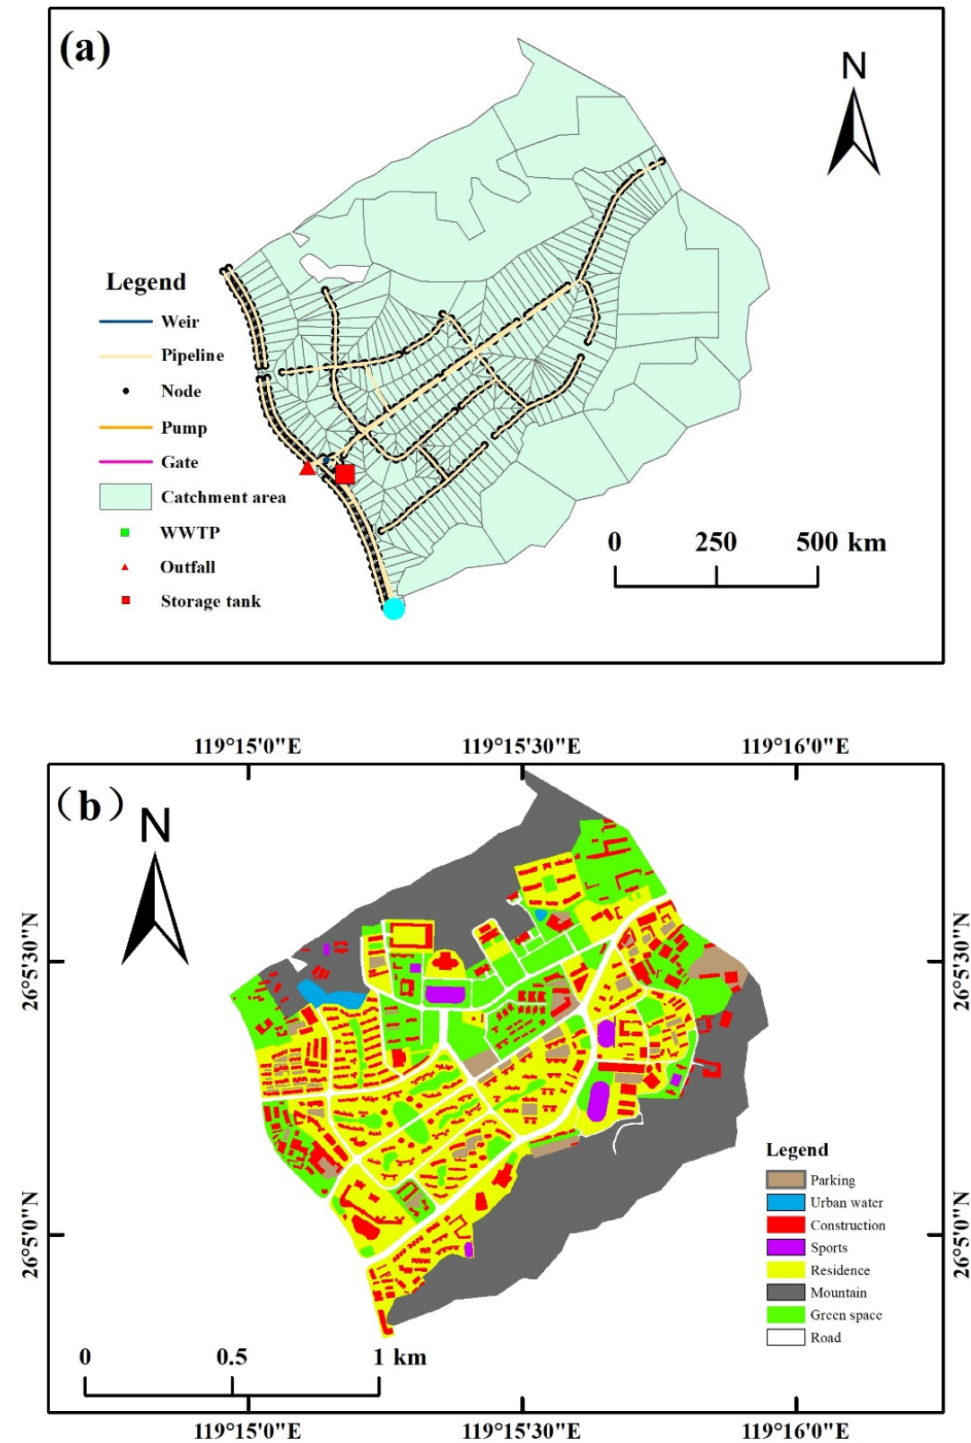 (a)
N
Legend
Weir
Pipeline
Node
Pump
Gate
Catchment area
WWTP
Outfall
Storage tank
0 250 500 km
119°15'0"E 119°15'30"E 119°16'0"E
（b）
N
26°5'30"N 26°5'30"N
26°5'0"N 26°5'0"N
Legend
Parking
Urban water
Construction
Sports
Residence
Mountain
Green space
Road
0 0.5 1 km
119°15'0"E 119°15'30"E 119°16'0"E